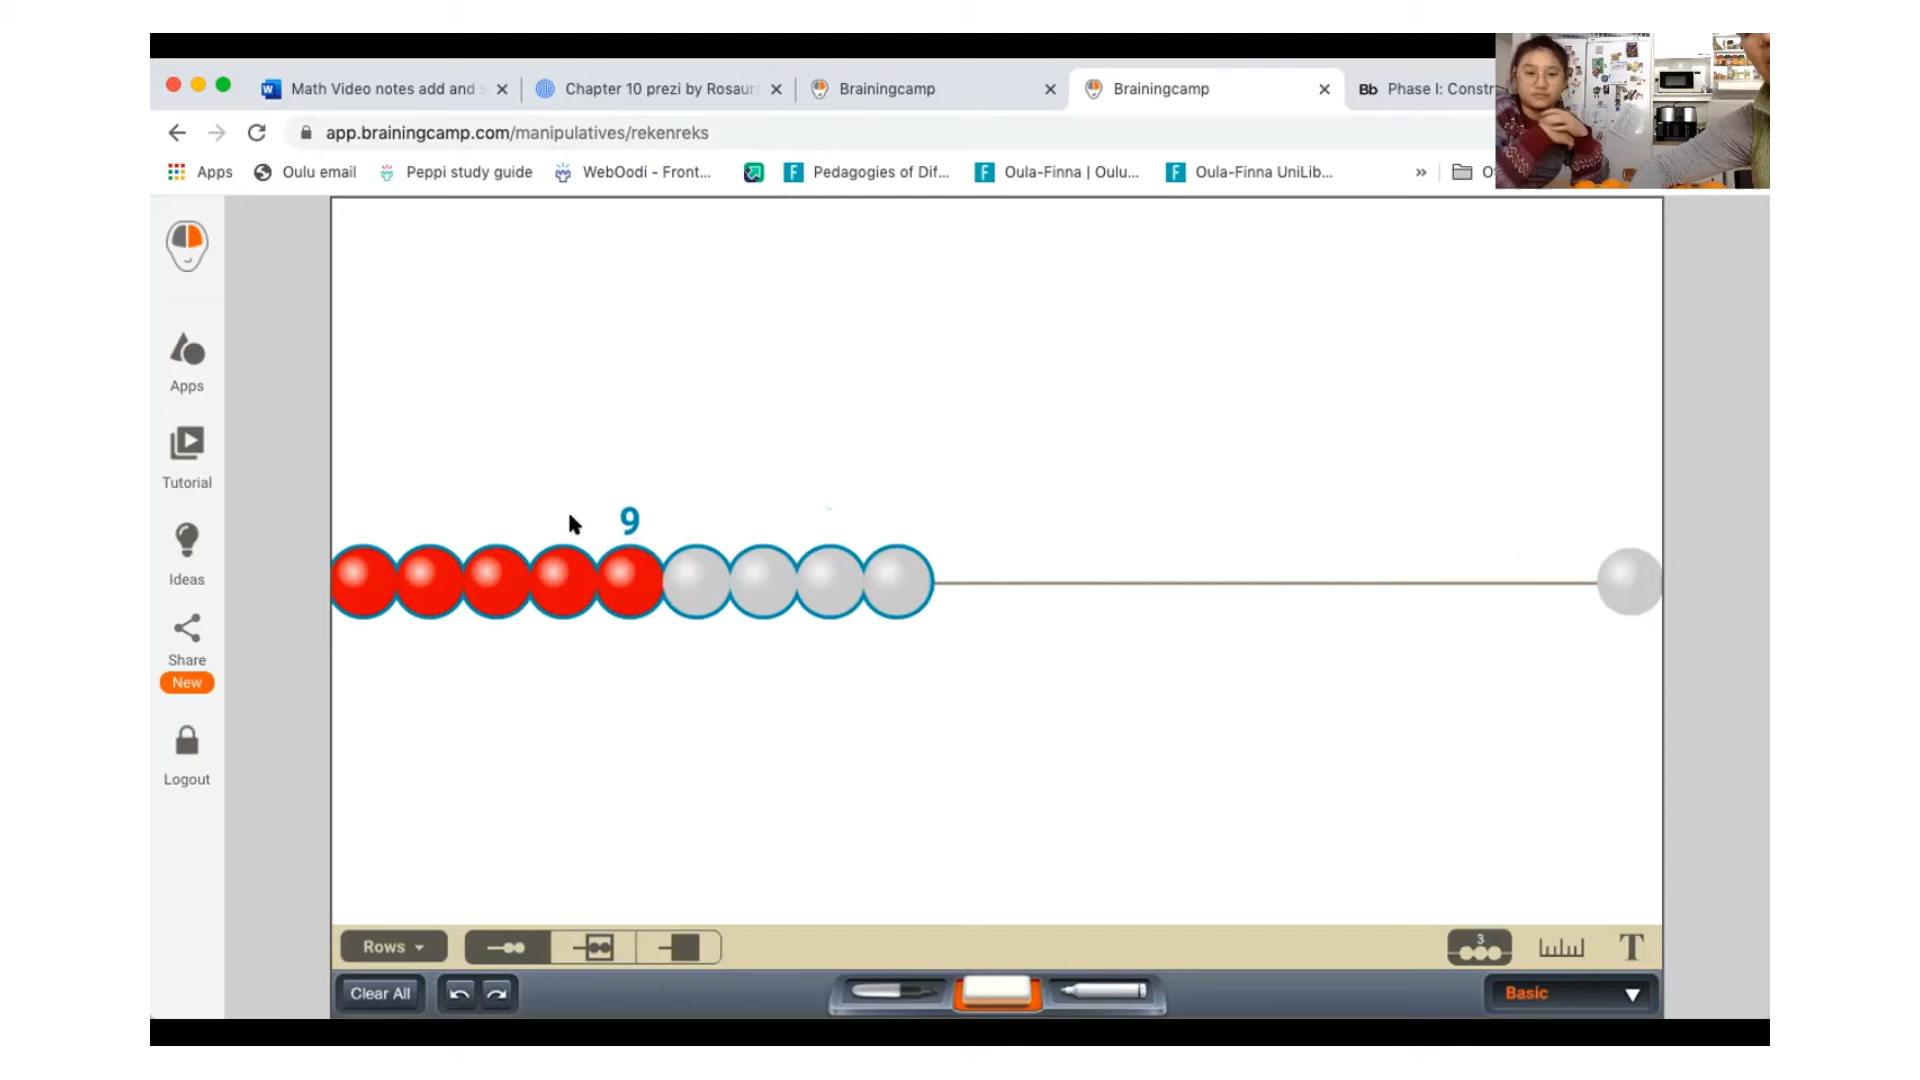 Math Video notes add and s
Chapter 10 prezi by Rosaur
Brainingcamp
Brainingcamp
Bb Phase I: Constr
app.brainingcamp.com/manipulatives/rekenreks
Apps
Oulu email
Peppi study guide
WebOodi - Front...
Pedagogies of Dif...
Oula-Finna | Oulu...
Oula-Finna UniLib...
»
Apps
Tutorial
Ideas
Share
New
Logout
9
Rows
3
T
Clear All
Basic